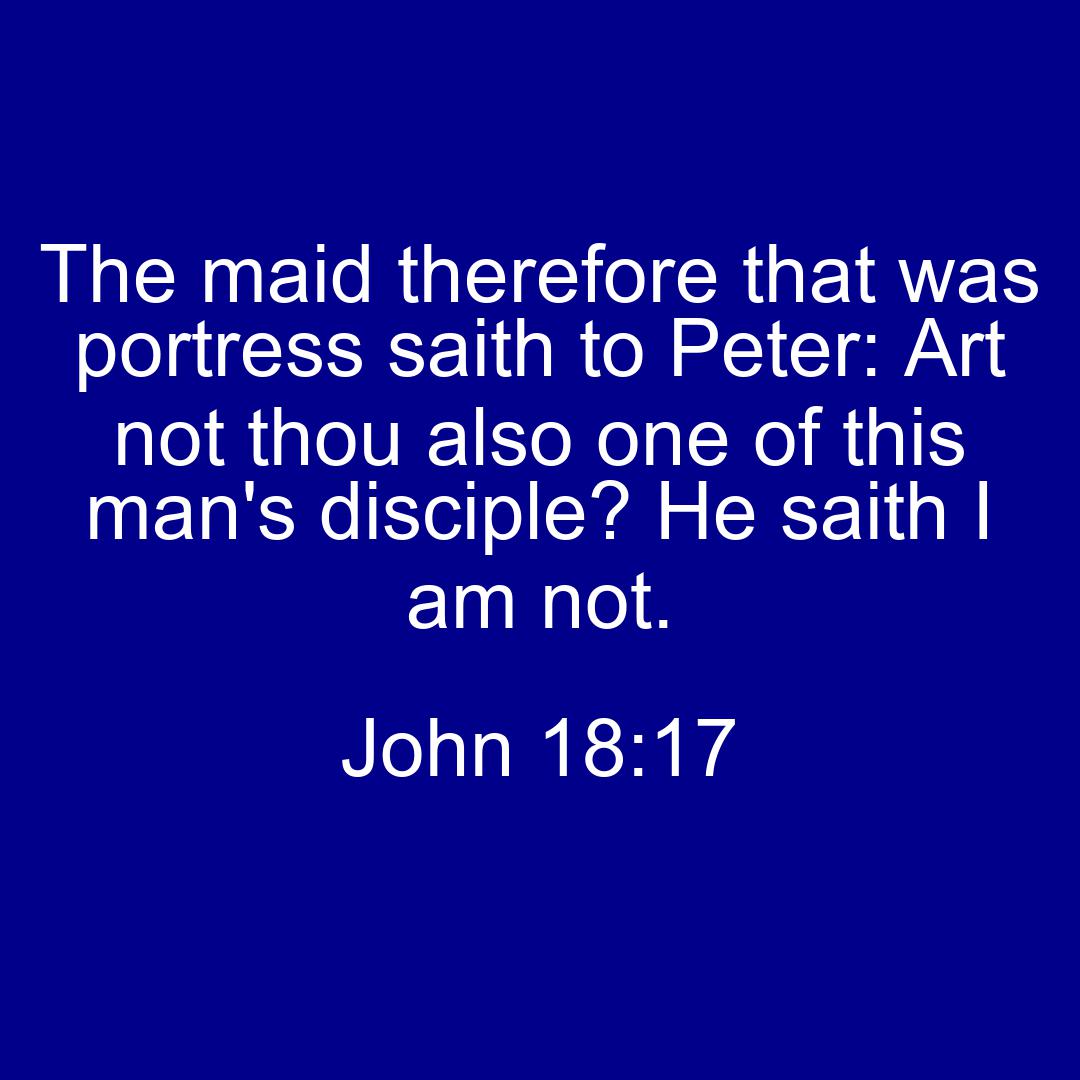 The maid therefore that was
portress saith to Peter: Art
not thou also one of this
man's disciple? He saith I
am not.
John 18:17